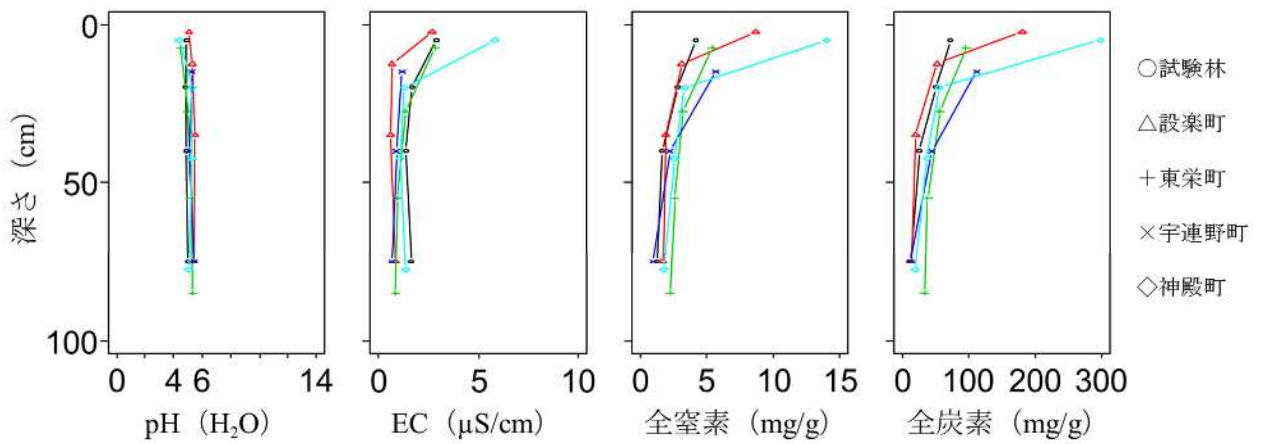 0
50
100
深さ (cm)
0 4 6 14
pH (H₂O)
0 5 10
EC (μS/cm)
0 5 10 15
全窒素 (mg/g)
0 100 200 300
全炭素 (mg/g)
○試験林
△設楽町
+東栄町
×宇連野町
◇神殿町